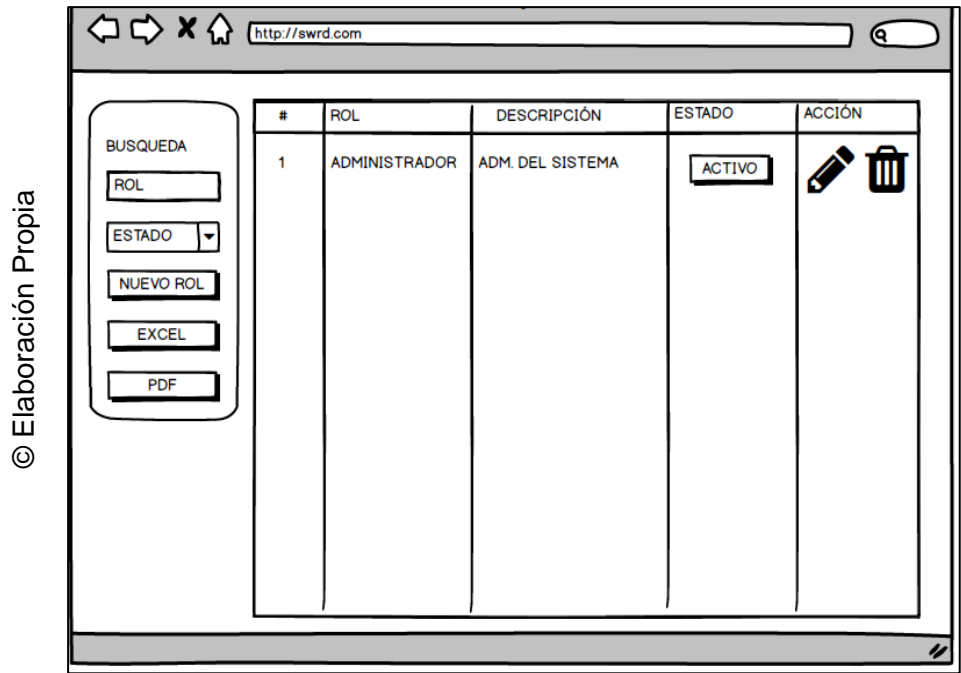 http://swrd.com
© Elaboración Propia
BUSQUEDA
ROL
ESTADO
NUEVO ROL
EXCEL
PDF
# ROL DESCRIPCIÓN ESTADO ACCIÓN
1 ADMINISTRADOR ADM. DEL SISTEMA ACTIVO